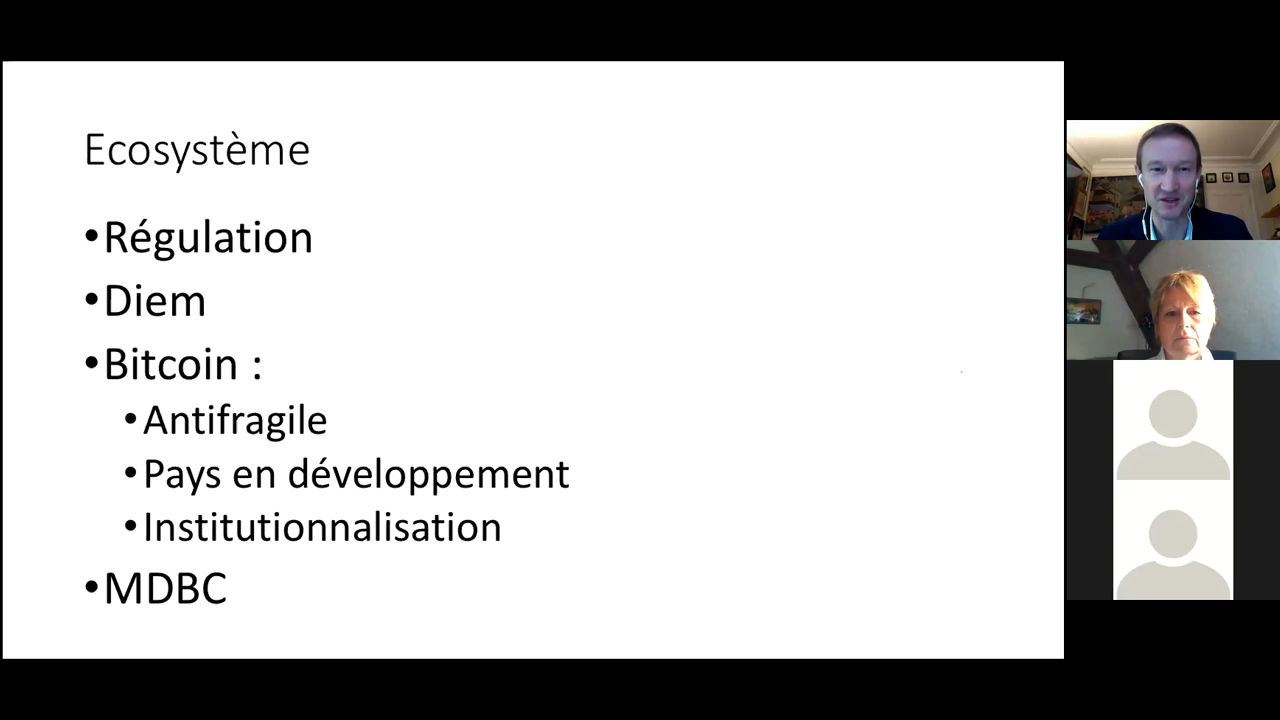 Ecosystème
•Régulation
•Diem
•Bitcoin :
•Antifragile
•Pays en développement
•Institutionnalisation
•MDBC